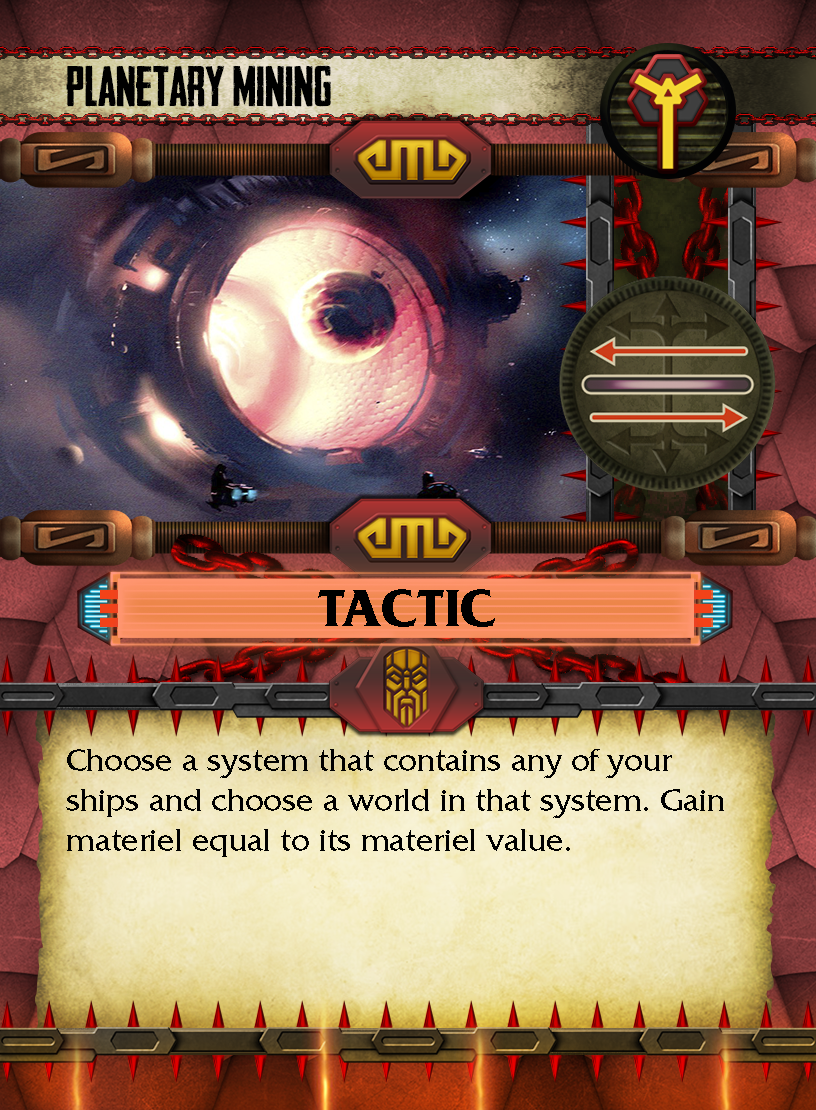 PLANETARY MINING
TACTIC
Choose a system that contains any of your
ships and choose a world in that system. Gain
materiel equal to its materiel value.